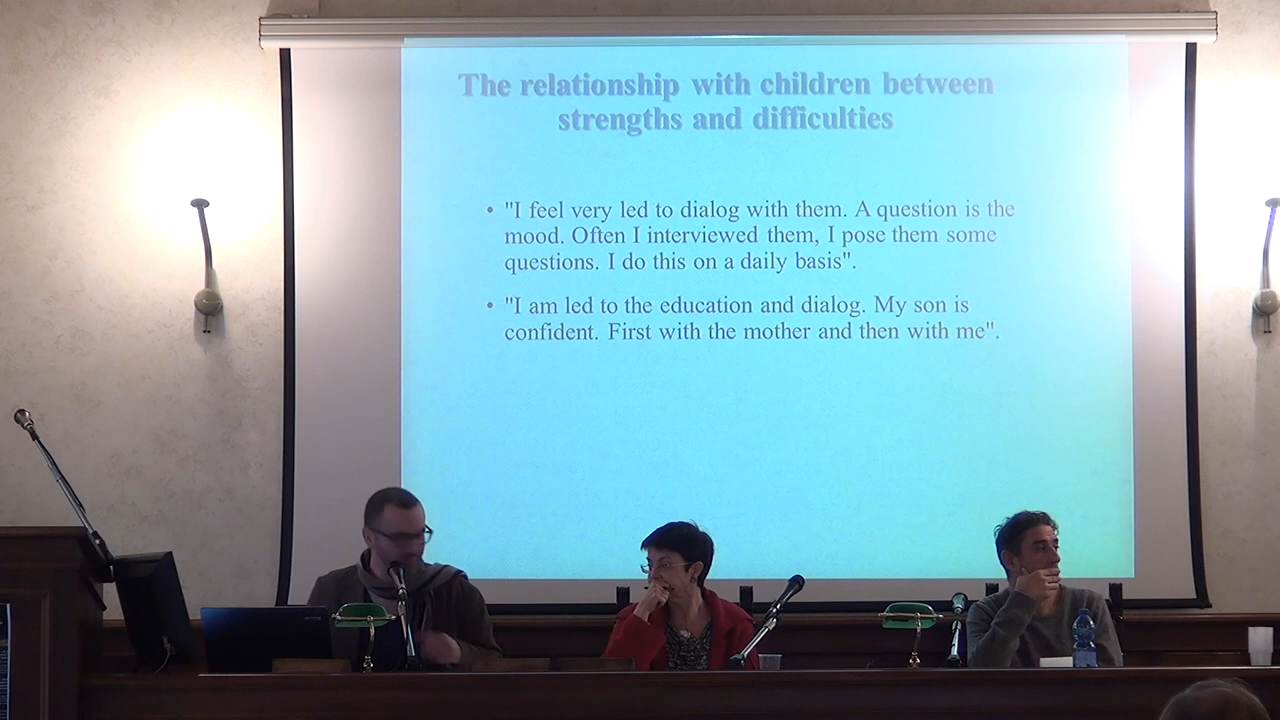 The relationship with children between
strengths and difficulties
• "I feel very led to dialog with them. A question is the
mood. Often I interviewed them, I pose them some
questions. I do this on a daily basis".
• "I am led to the education and dialog. My son is
confident. First with the mother and then with me".